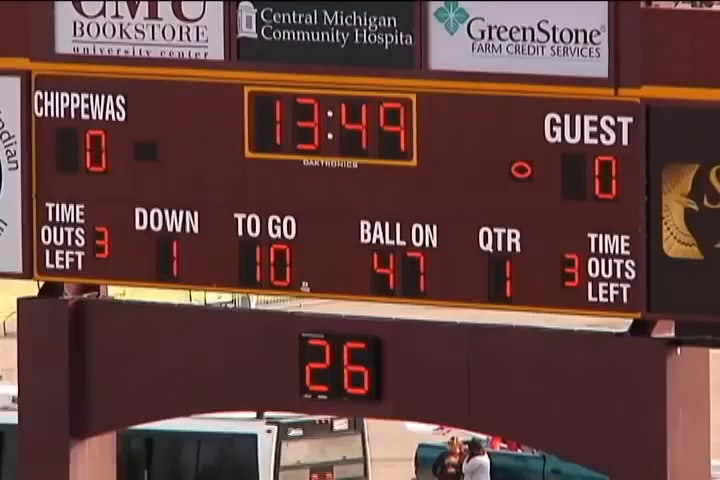 CMU
BOOKSTORE
university center
Central Michigan
Community Hospita
GreenStone
FARM CREDIT SERVICES
CHIPPEWAS
0
13:49
DAKTRONICS
GUEST
0
TIME
OUTS
LEFT
3
DOWN
1
TO GO
10
BALL ON
47
QTR
1
3
TIME
OUTS
LEFT
26